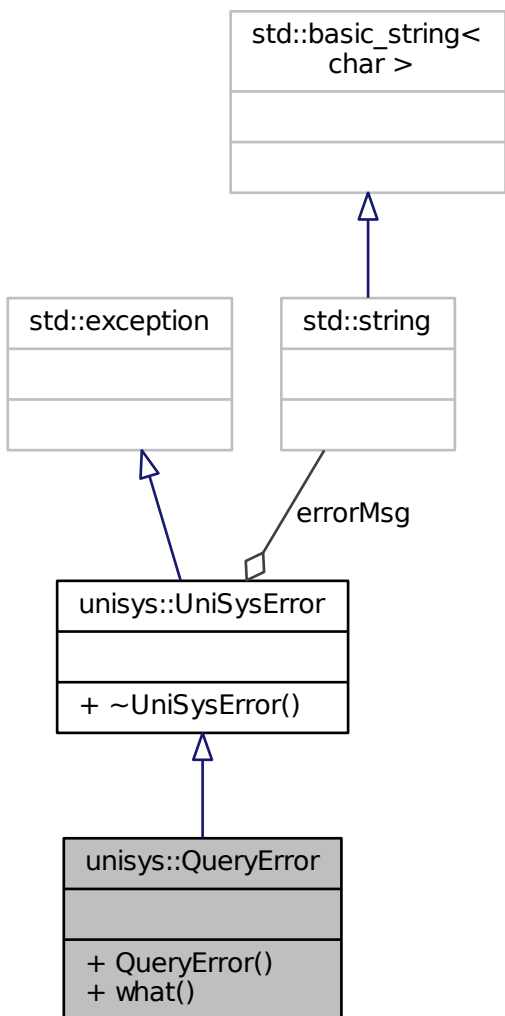 std::basic_string<
char >
std::exception
std::string
errorMsg
unisys::UniSysError
+ ~UniSysError()
unisys::QueryError
+ QueryError()
+ what()